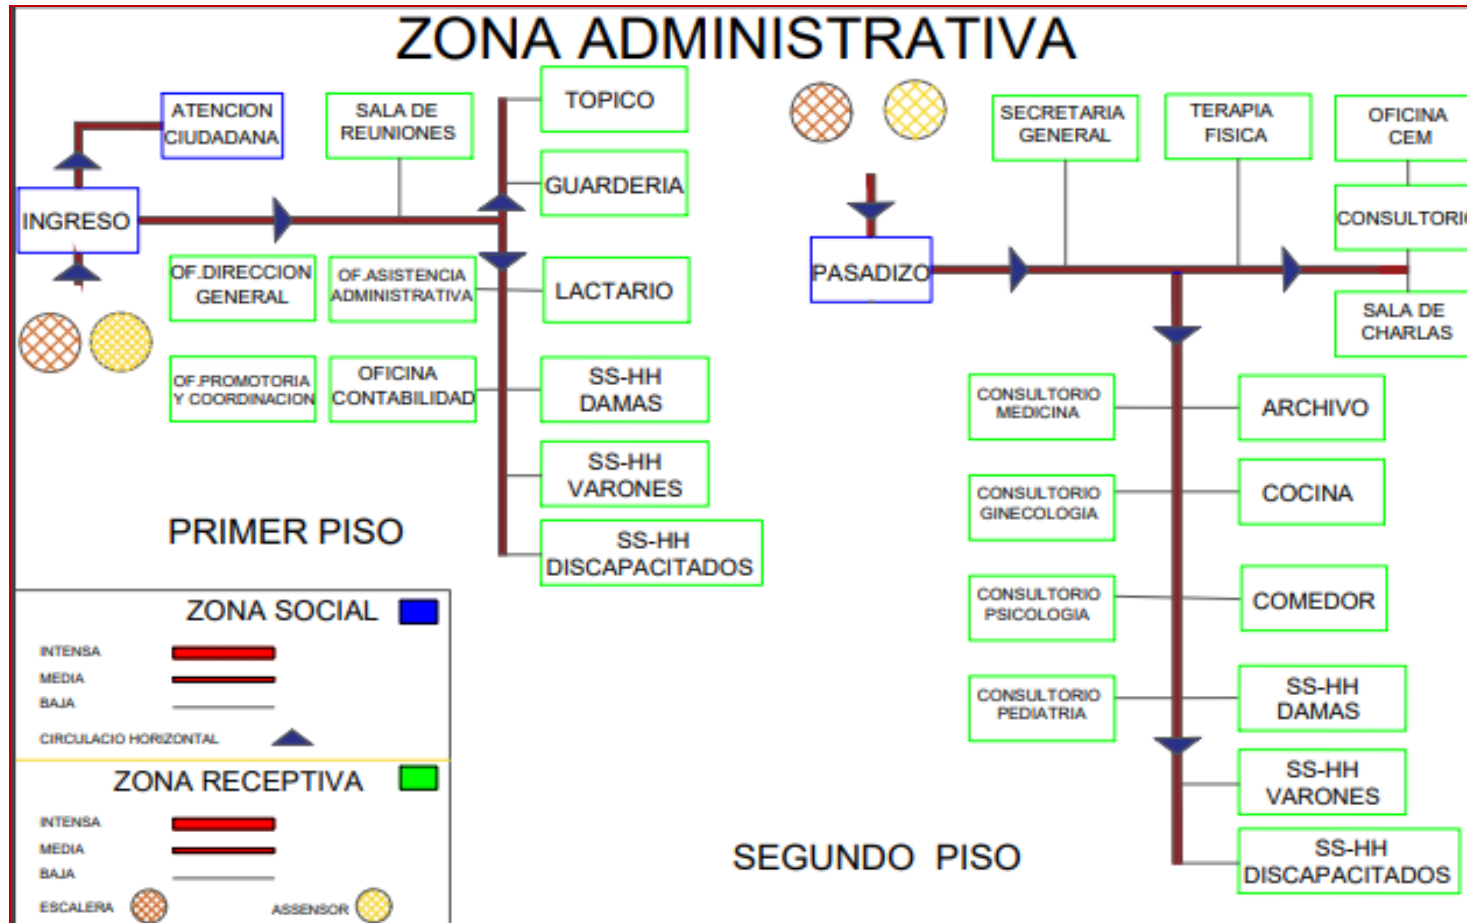 ZONA ADMINISTRATIVA
ATENCION
CIUDADANA
SALA DE
REUNIONES
TOPICO
GUARDERIA
INGRESO
OF.DIRECCION
GENERAL
OF.ASISTENCIA
ADMINISTRATIVA
LACTARIO
OF.PROMOTORIA
Y COORDINACION
OFICINA
CONTABILIDAD
SS-HH
DAMAS
SS-HH
VARONES
SS-HH
DISCAPACITADOS
PRIMER PISO
SECRETARIA
GENERAL
TERAPIA
FISICA
OFICINA
CEM
CONSULTORIO
PASADIZO
SALA DE
CHARLAS
CONSULTORIO
MEDICINA
ARCHIVO
CONSULTORIO
GINECOLOGIA
COCINA
CONSULTORIO
PSICOLOGIA
COMEDOR
CONSULTORIO
PEDIATRIA
SS-HH
DAMAS
SS-HH
VARONES
SS-HH
DISCAPACITADOS
SEGUNDO PISO
ZONA SOCIAL
INTENSA
MEDIA
BAJA
CIRCULACIO HORIZONTAL
ZONA RECEPTIVA
INTENSA
MEDIA
BAJA
ESCALERA
ASSENSOR